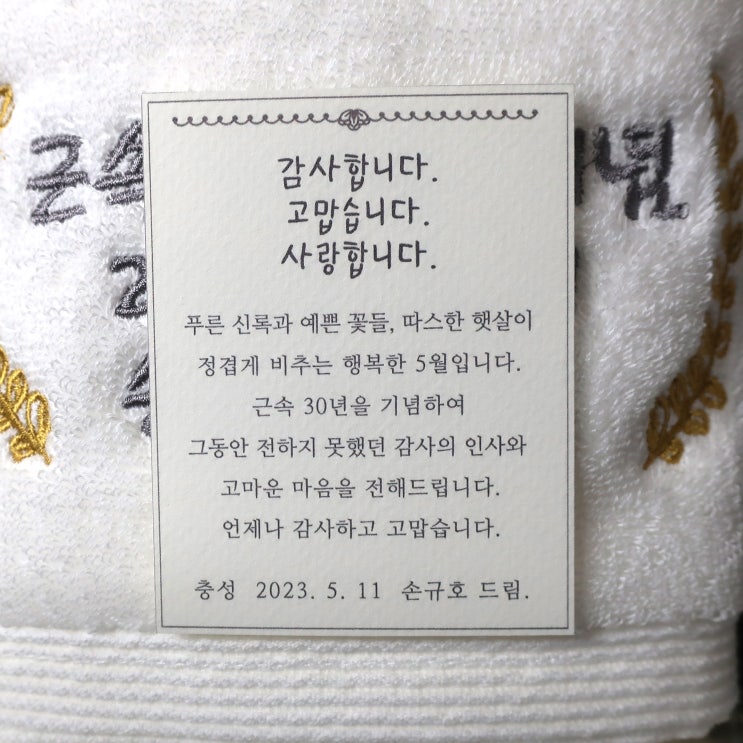 감사합니다.
고맙습니다.
사랑합니다.
푸른 신록과 예쁜 꽃들, 따스한 햇살이
정겹게 비추는 행복한 5월입니다.
근속 30년을 기념하여
그동안 전하지 못했던 감사의 인사와
고마운 마음을 전해드립니다.
언제나 감사하고 고맙습니다.
충성 2023. 5. 11 손규호 드림.
근속